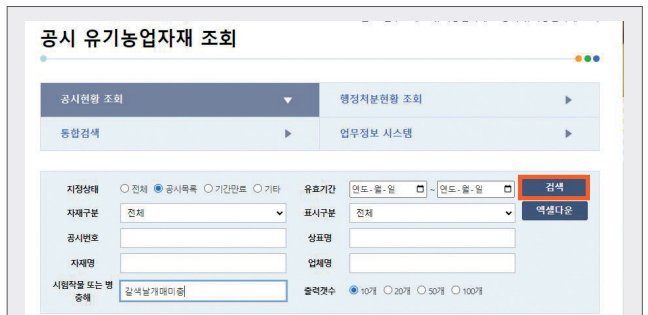 공시 유기농업자재 조회
공시현황 조회 행정처분현황 조회
통합검색 업무정보 시스템
지정상태 전체 공시목록 기간만료 기타 유효기간 연도-월-일 ~ 연도-월-일 검색
자재구분 전체 표시구분 전체 엑셀다운
공시번호 상표명
자재명 업체명
시험작물 또는 병
충해 갈색날개매미충 출력갯수 10개 20개 50개 100개